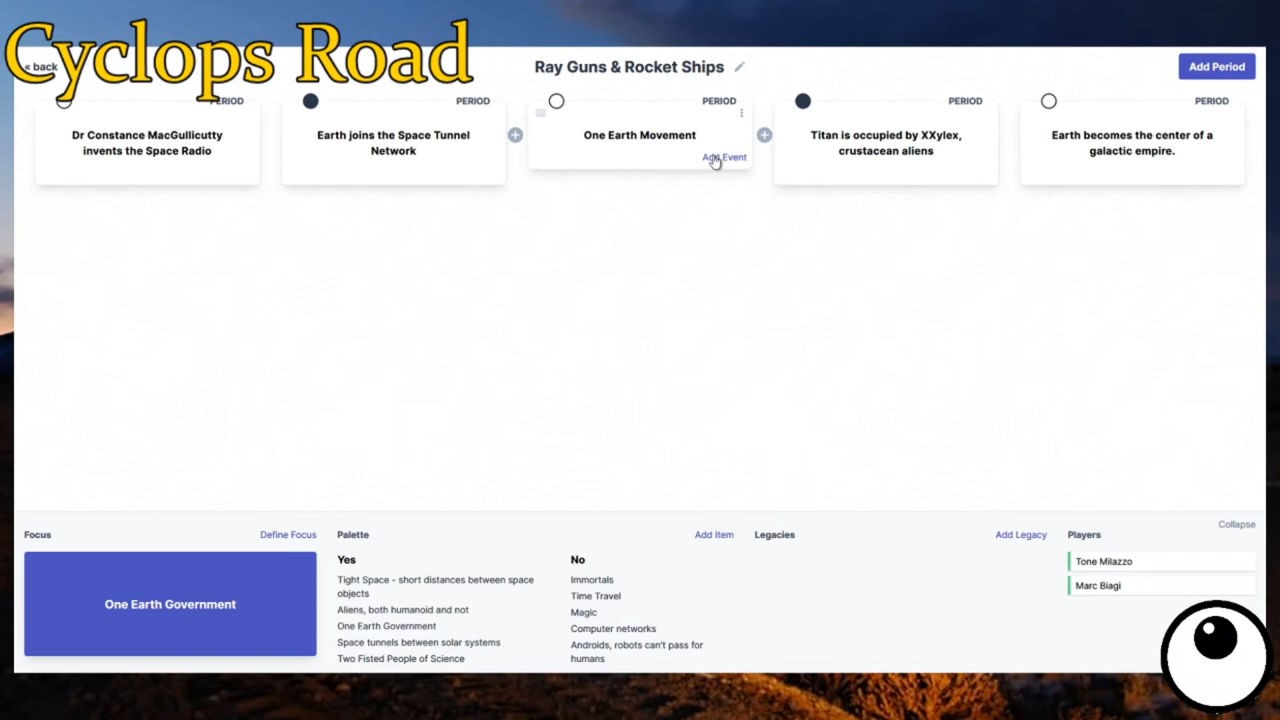 Cyclops Road
« back
Ray Guns & Rocket Ships
Add Period
PERIOD
Dr Constance MacGullicutty
invents the Space Radio
PERIOD
Earth joins the Space Tunnel
Network
PERIOD
One Earth Movement
Add Event
PERIOD
Titan is occupied by XXylex,
crustacean aliens
PERIOD
Earth becomes the center of a
galactic empire.
Collapse
Focus
Define Focus
One Earth Government
Palette
Add Item
Yes
Tight Space - short distances between space
objects
Aliens, both humanoid and not
One Earth Government
Space tunnels between solar systems
Two Fisted People of Science
No
Immortals
Time Travel
Magic
Computer networks
Androids, robots can't pass for
humans
Legacies
Add Legacy
Players
Tone Milazzo
Marc Biagi